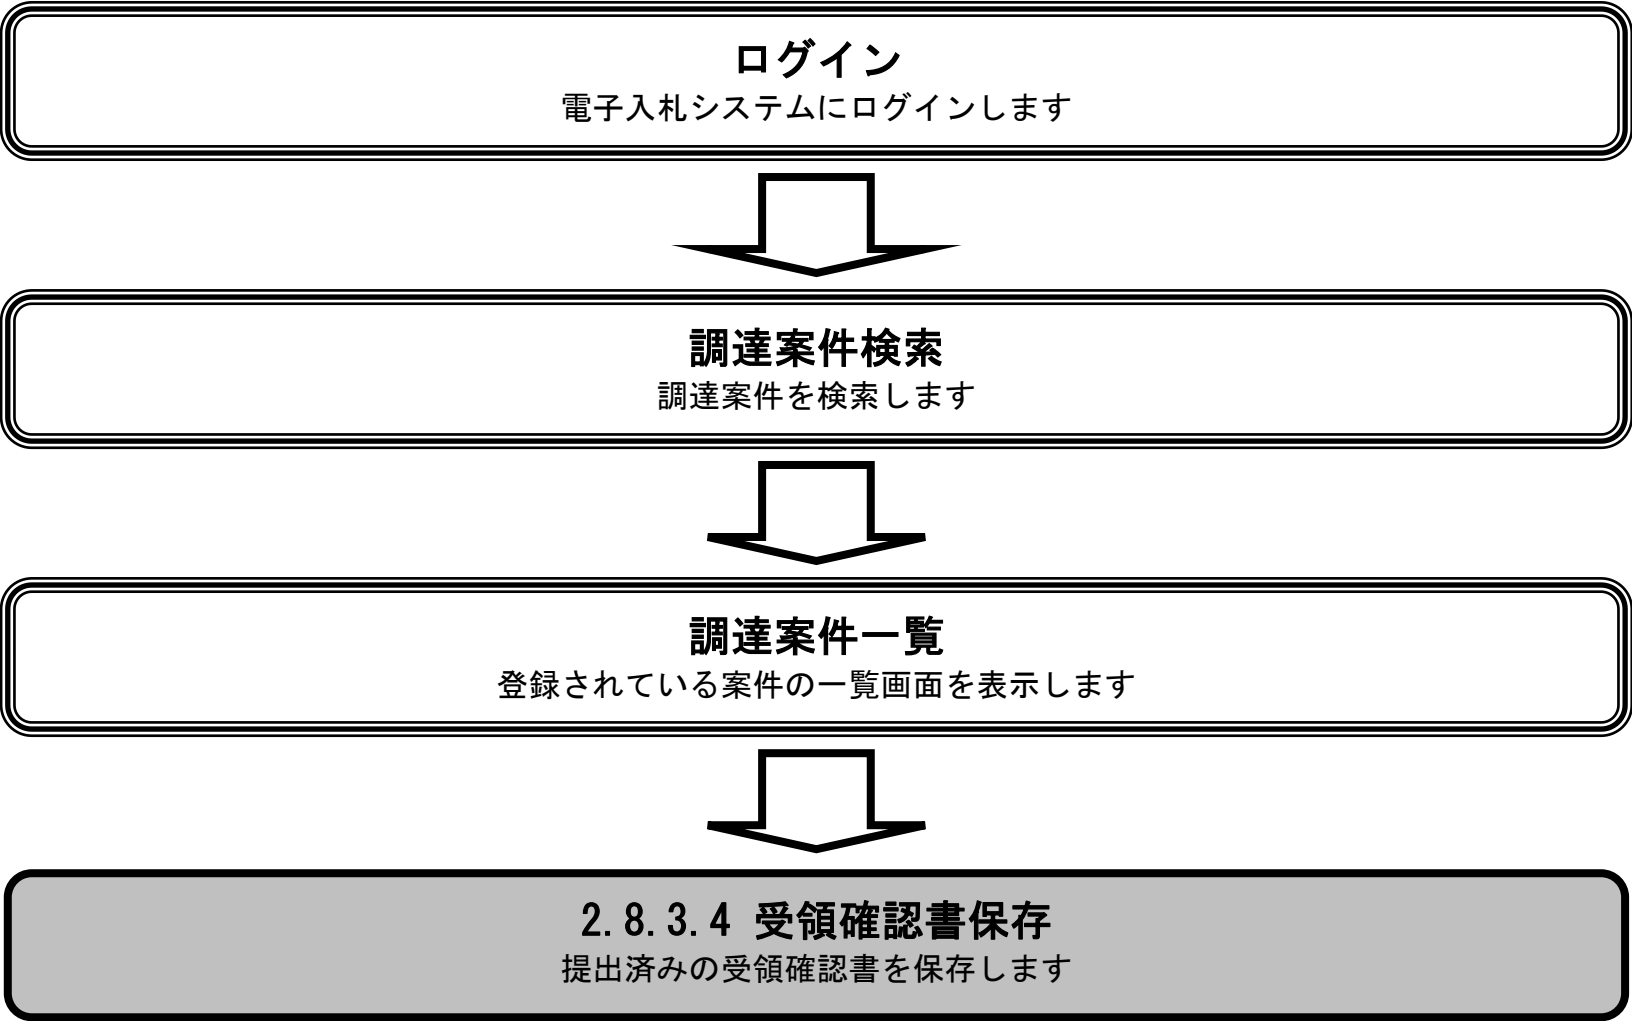 ログイン
電子入札システムにログインします
調達案件検索
調達案件を検索します
調達案件一覧
登録されている案件の一覧画面を表示します
2.8.3.4 受領確認書保存
提出済みの受領確認書を保存します